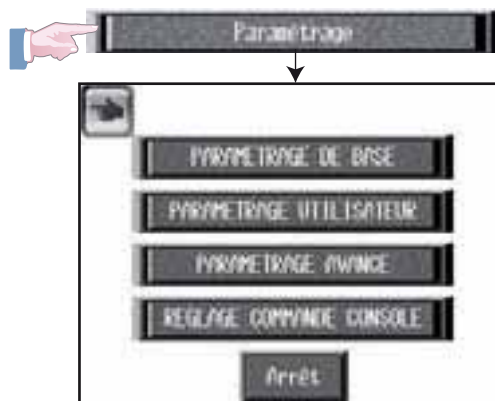 Paramétrage
PARAMETRAGE DE BASE
PARAMETRAGE UTILISATEUR
PARAMETRAGE AVANCE
REGLAGE COMMANDE CONSOLE
Arrêt